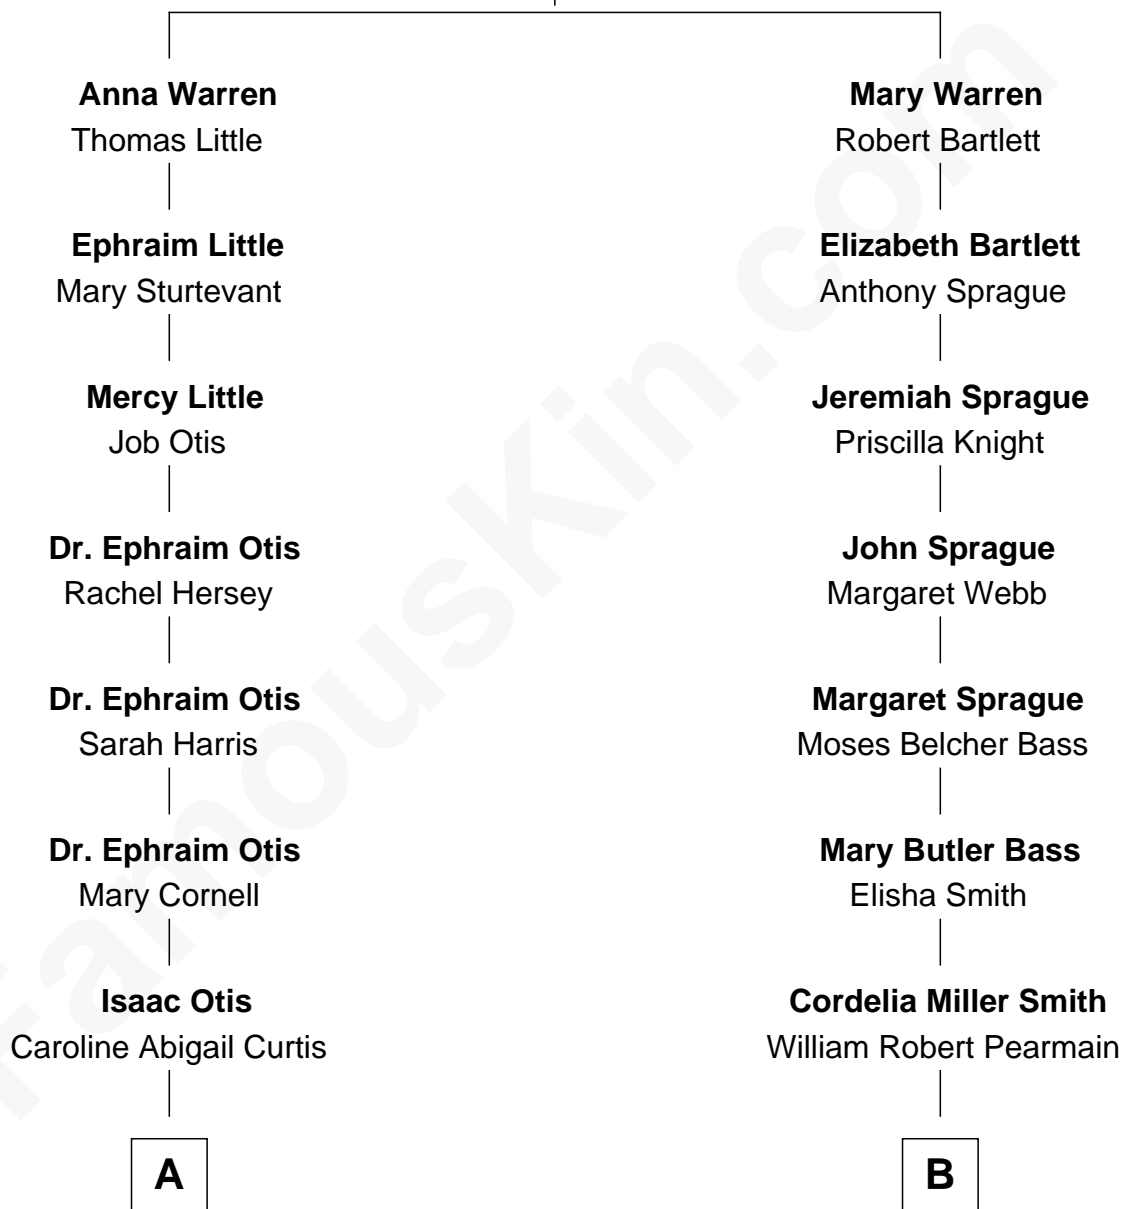 Anna Warren
Thomas Little
Ephraim Little
Mary Sturtevant
Mercy Little
Job Otis
Dr. Ephraim Otis
Rachel Hersey
Dr. Ephraim Otis
Sarah Harris
Dr. Ephraim Otis
Mary Cornell
Isaac Otis
Caroline Abigail Curtis
A
Mary Warren
Robert Bartlett
Elizabeth Bartlett
Anthony Sprague
Jeremiah Sprague
Priscilla Knight
John Sprague
Margaret Webb
Margaret Sprague
Moses Belcher Bass
Mary Butler Bass
Elisha Smith
Cordelia Miller Smith
William Robert Pearmain
B
FamousKin.com